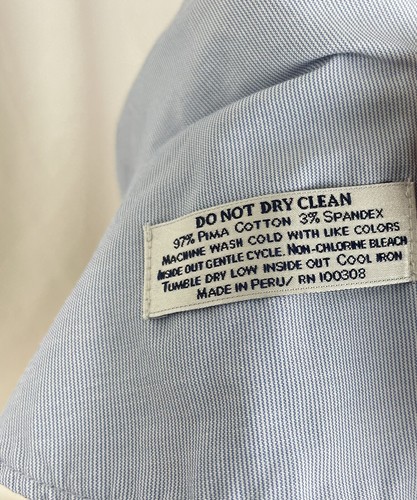 DO NOT DRY CLEAN
97% PIMA COTTON 3% SPANDEX
MACHINE WASH COLD WITH LIKE COLORS
INSIDE OUT GENTLE CYCLE. NON-CHLORINE BLEACH
TUMBLE DRY LOW INSIDE OUT COOL IRON
MADE IN PERU/ RN 100308